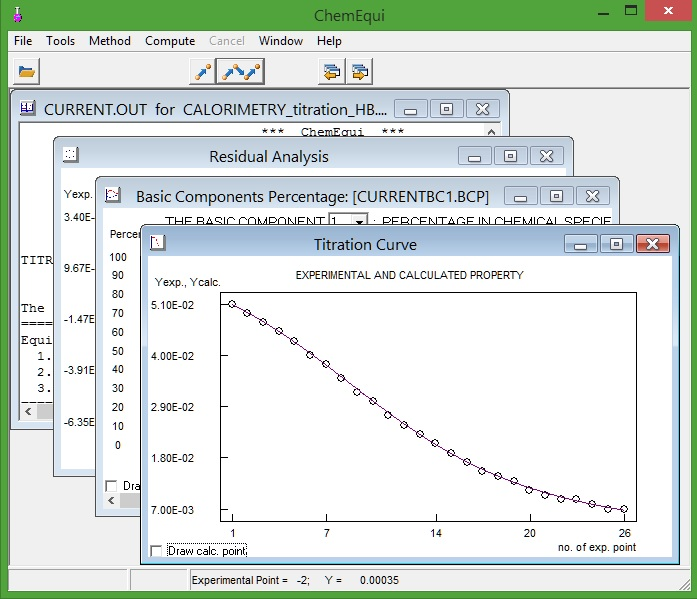 ChemEqui
File Tools Method Compute Cancel Window Help
CURRENT.OUT for CALORIMETRY_titration_HB....
*** ChemEqui ***
TITR
The
=====
Equi
1.
2.
3.
=====
Residual Analysis
Yexp.
3.40E-
9.67E
-1.47E
-3.91E
-6.35E
Basic Components Percentage: [CURRENTBC1.BCP]
THE BASIC COMPONENT 1 : PERCENTAGE IN CHEMICAL SPECIE
Percer
100
90
80
70
60
50
40
30
20
10
0
Dra
Titration Curve
EXPERIMENTAL AND CALCULATED PROPERTY
Yexp., Ycalc.
5.10E-02
4.00E-02
2.90E-02
1.80E-02
7.00E-03
1 7 14 20 26
no. of exp. point
Draw calc. point
Experimental Point = -2; Y = 0.00035